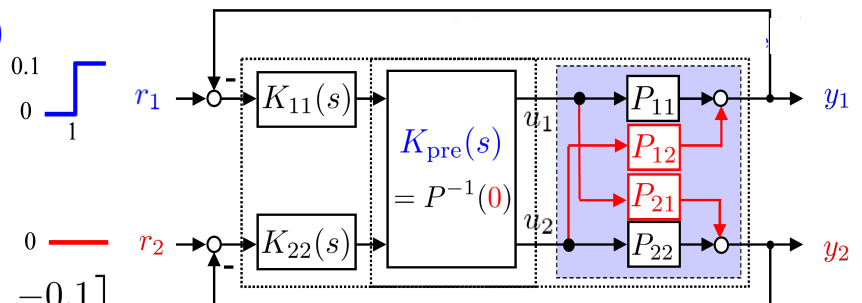 )
0.1
0
1
r₁
-
K₁₁(s)
K_pre(s)
= P⁻¹(0)
u₁
P₁₁
P₁₂
y₁
0
r₂
-
K₂₂(s)
u₂
P₂₁
P₂₂
y₂
−0.1]